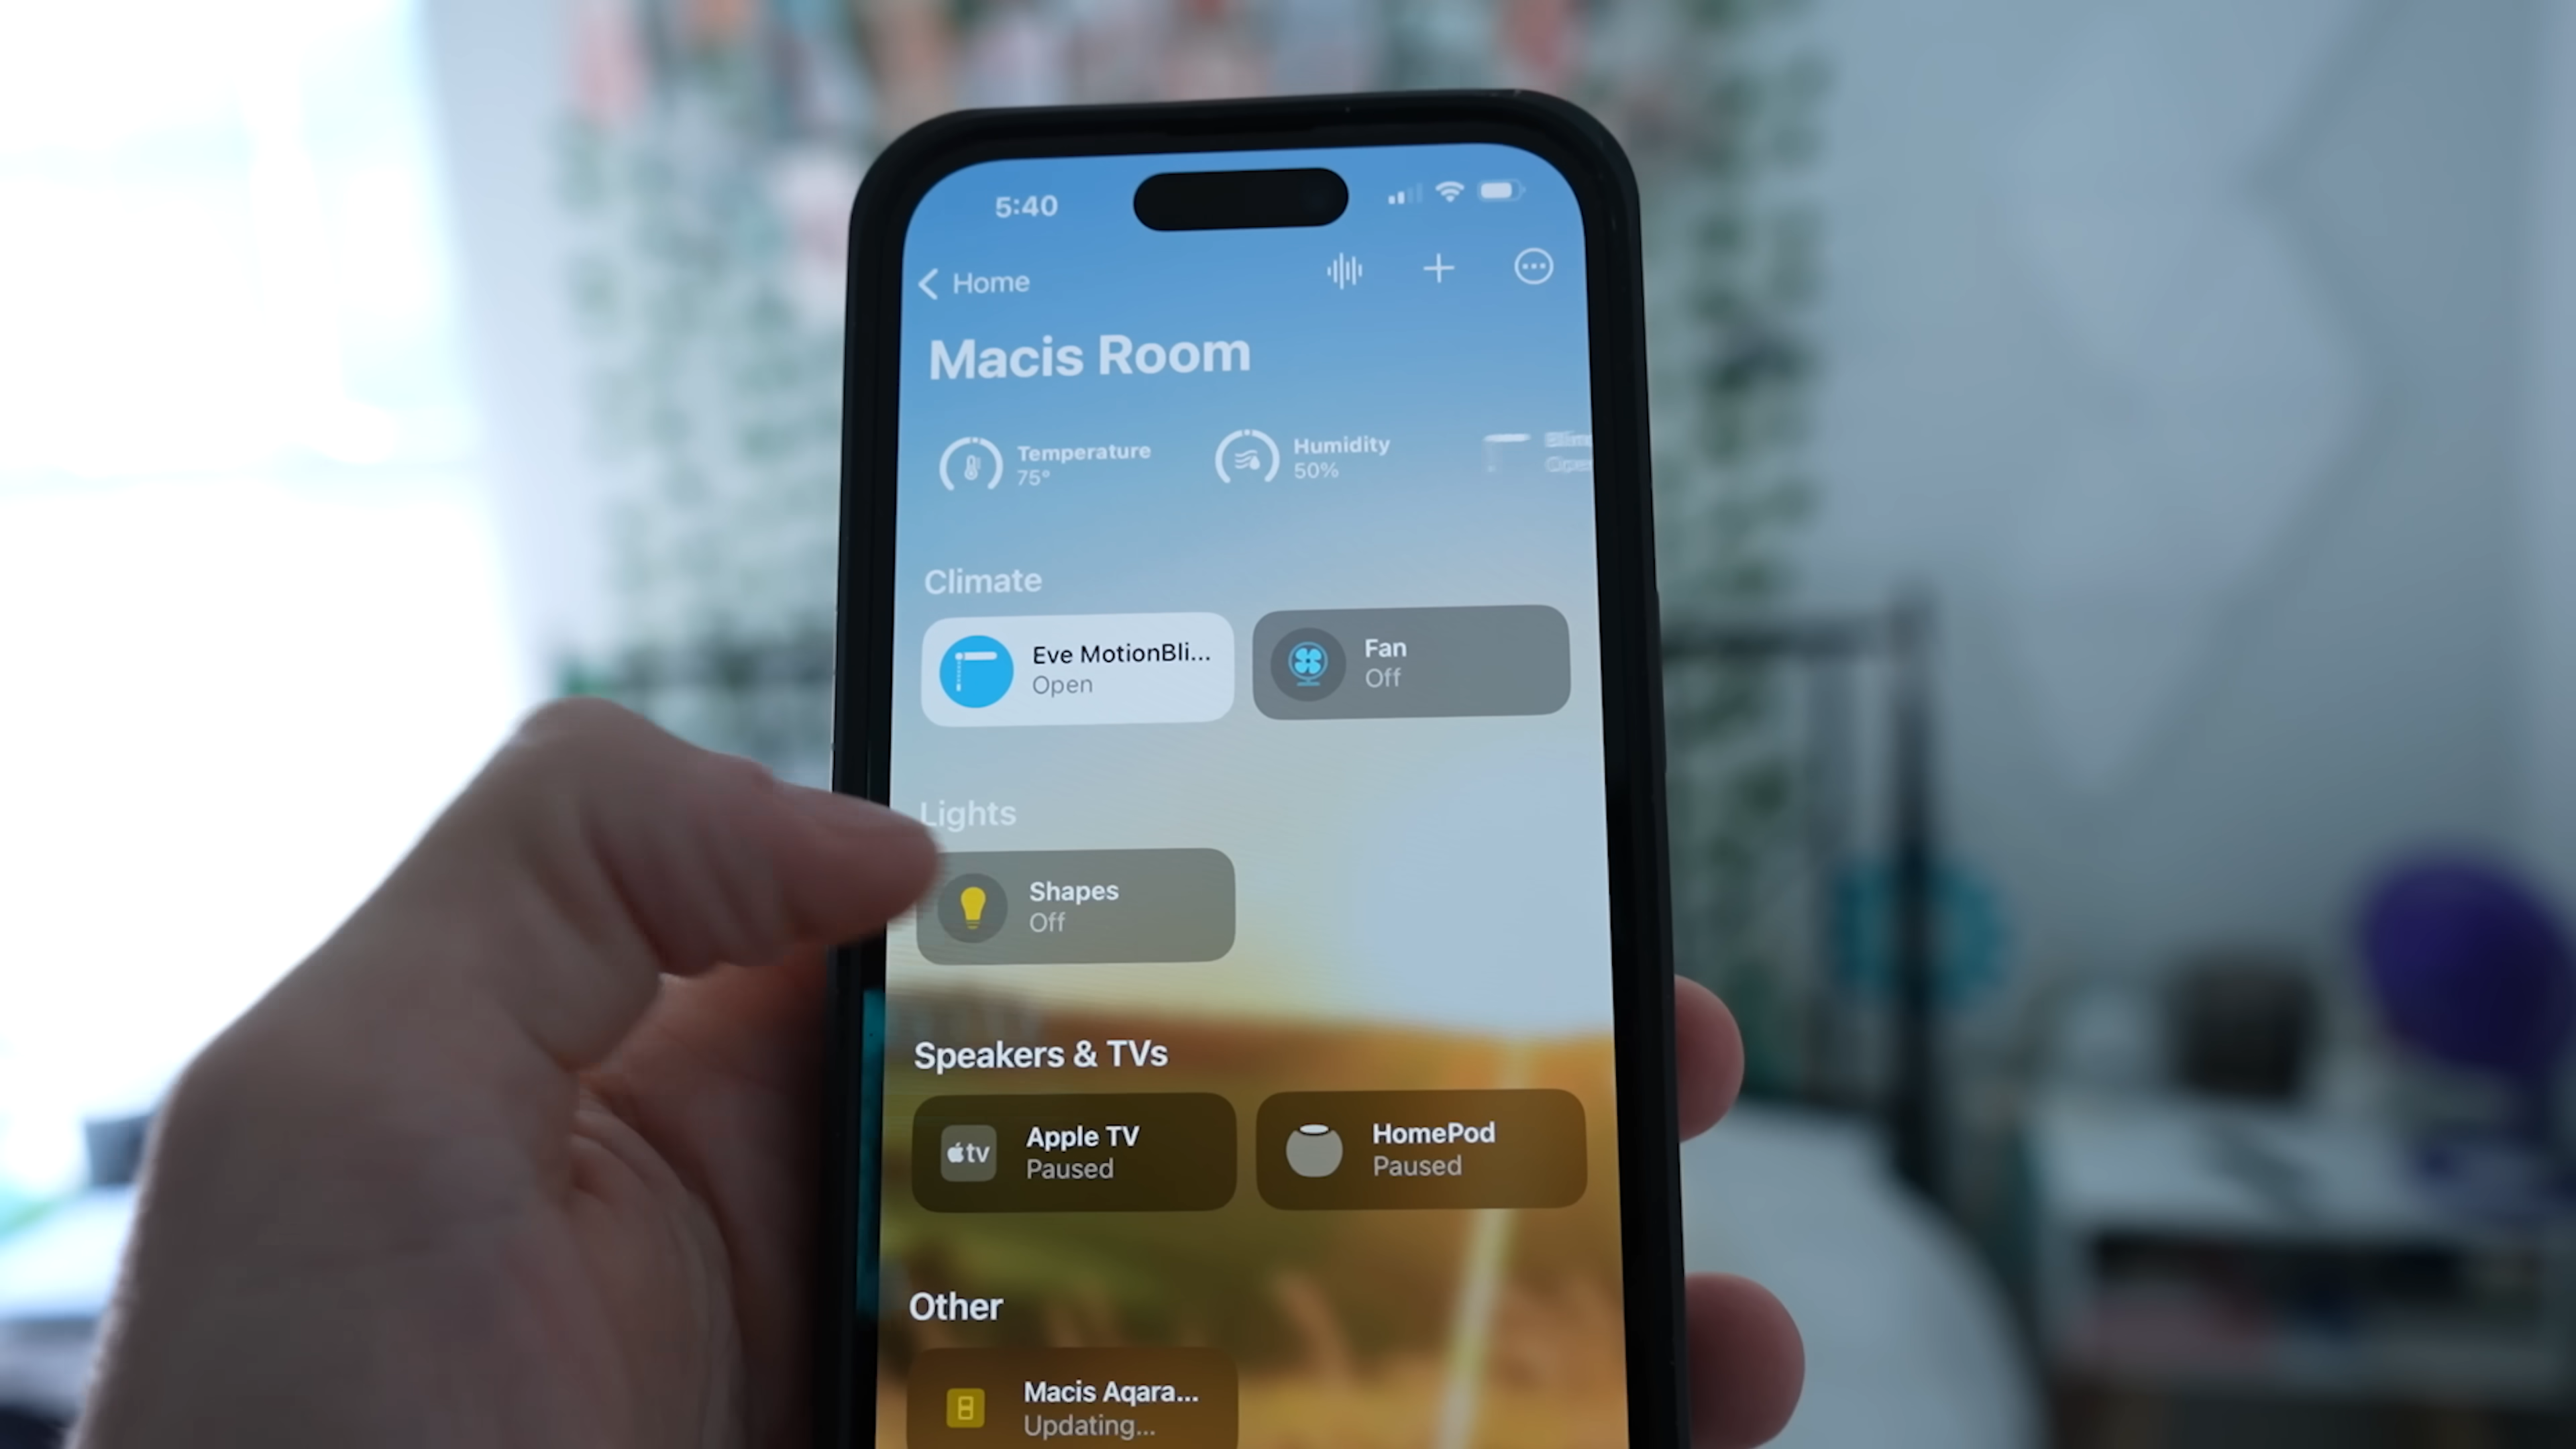 5:40
Home
Macis Room
Temperature
75°
Humidity
50%
Climate
Eve MotionBli...
Open
Fan
Off
Lights
Shapes
Off
Speakers & TVs
tv
Apple TV
Paused
HomePod
Paused
Other
Macis Aqara...
Updating...